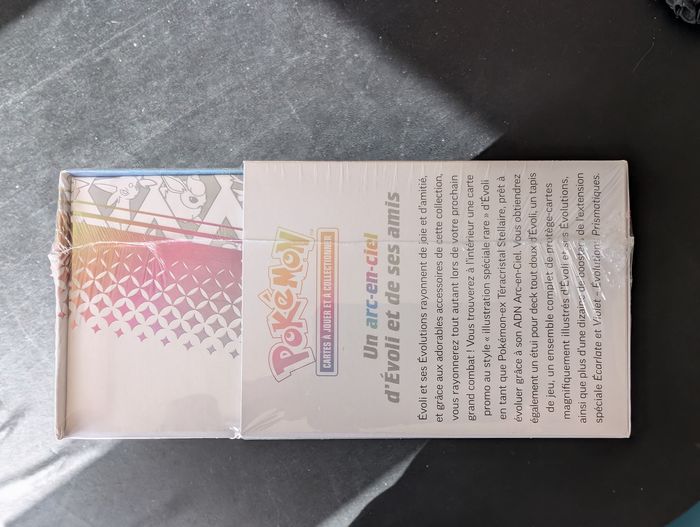 POKéMON
CARTES À JOUER ET À COLLECTIONNER
Un arc-en-ciel
d'Évoli et de ses amis
Évoli et ses Évolutions rayonnent de joie et d'amitié,
et grâce aux adorables accessoires de cette collection,
vous rayonnerez tout autant lors de votre prochain
grand combat ! Vous trouverez à l'intérieur une carte
promo au style « illustration spéciale rare » d'Évoli
en tant que Pokémon-ex Téracristal Stellaire, prêt à
évoluer grâce à son ADN Arc-en-Ciel. Vous obtiendrez
également un étui pour deck tout doux d'Évoli, un tapis
de jeu, un ensemble complet de protège-cartes
magnifiquement illustrés d'Évoli et ses Évolutions,
ainsi que plus d'une dizaine de boosters de l'extension
spéciale Écarlate et Violet – Évolutions Prismatiques.